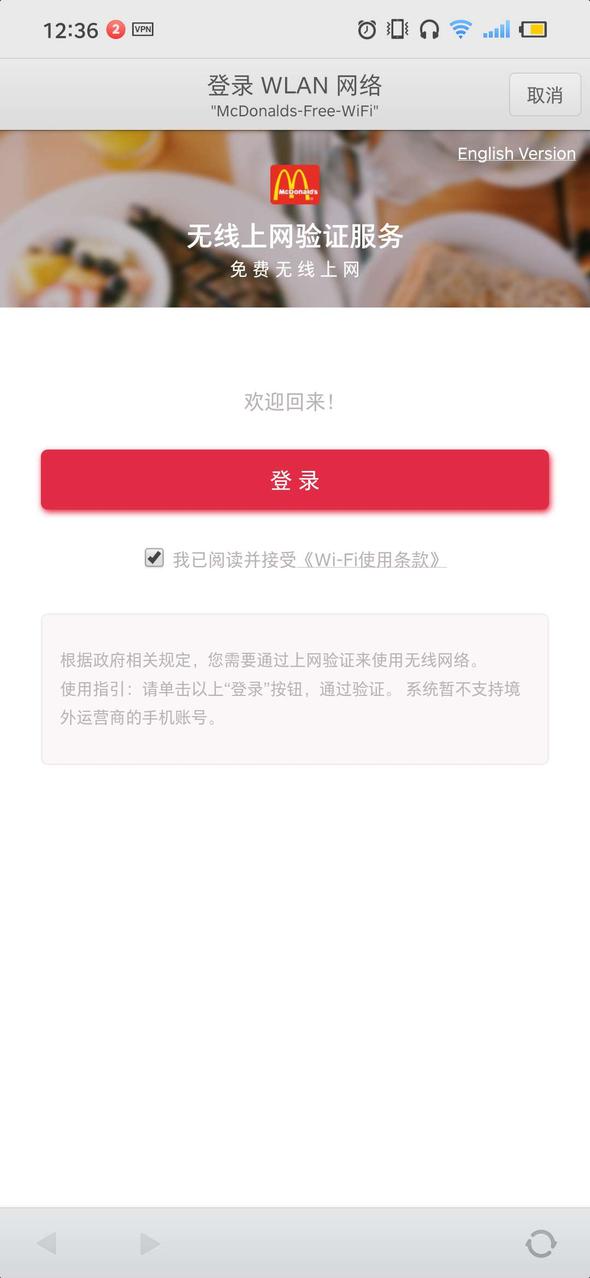 12:36 2 VPN
登录 WLAN 网络
"McDonalds-Free-WiFi"
取消
English Version
McDonald's
无线上网验证服务
免费无线上网
欢迎回来！
登录
我已阅读并接受《Wi-Fi使用条款》
根据政府相关规定，您需要通过上网验证来使用无线网络。
使用指引：请单击以上“登录”按钮，通过验证。 系统暂不支持境
外运营商的手机账号。